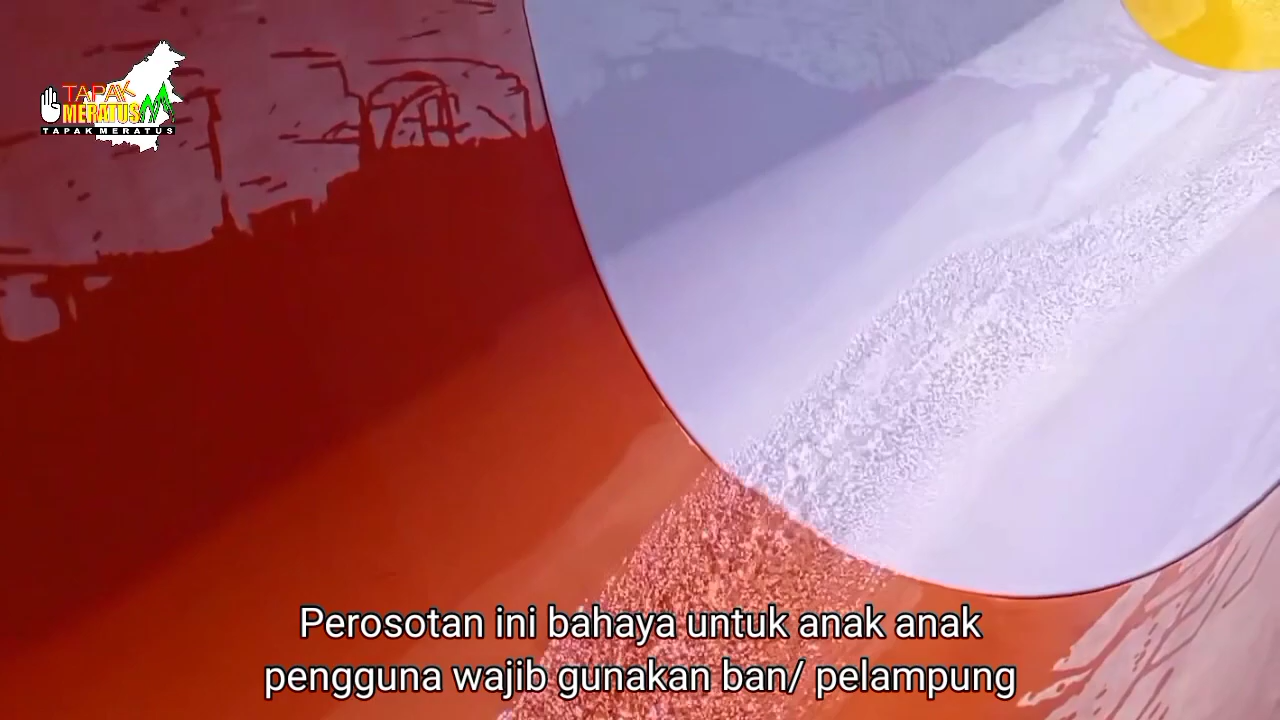 TAPAK
MERATUS
TAPAK MERATUS
Perosotan ini bahaya untuk anak anak
pengguna wajib gunakan ban/ pelampung